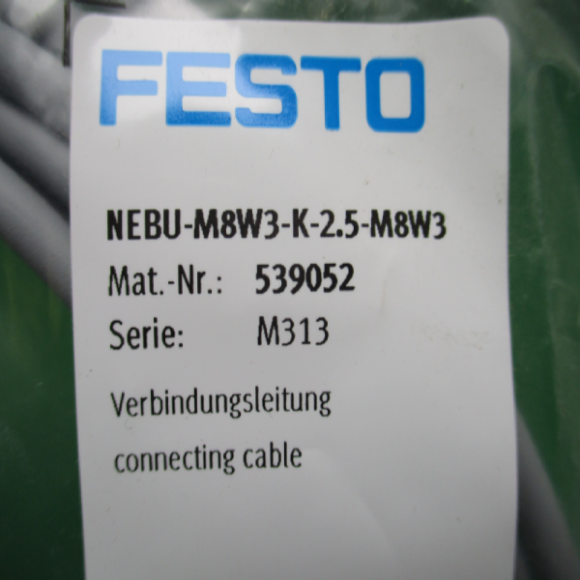 FESTO
NEBU-M8W3-K-2.5-M8W3
Mat.-Nr.: 539052
Serie: M313
Verbindungsleitung
connecting cable